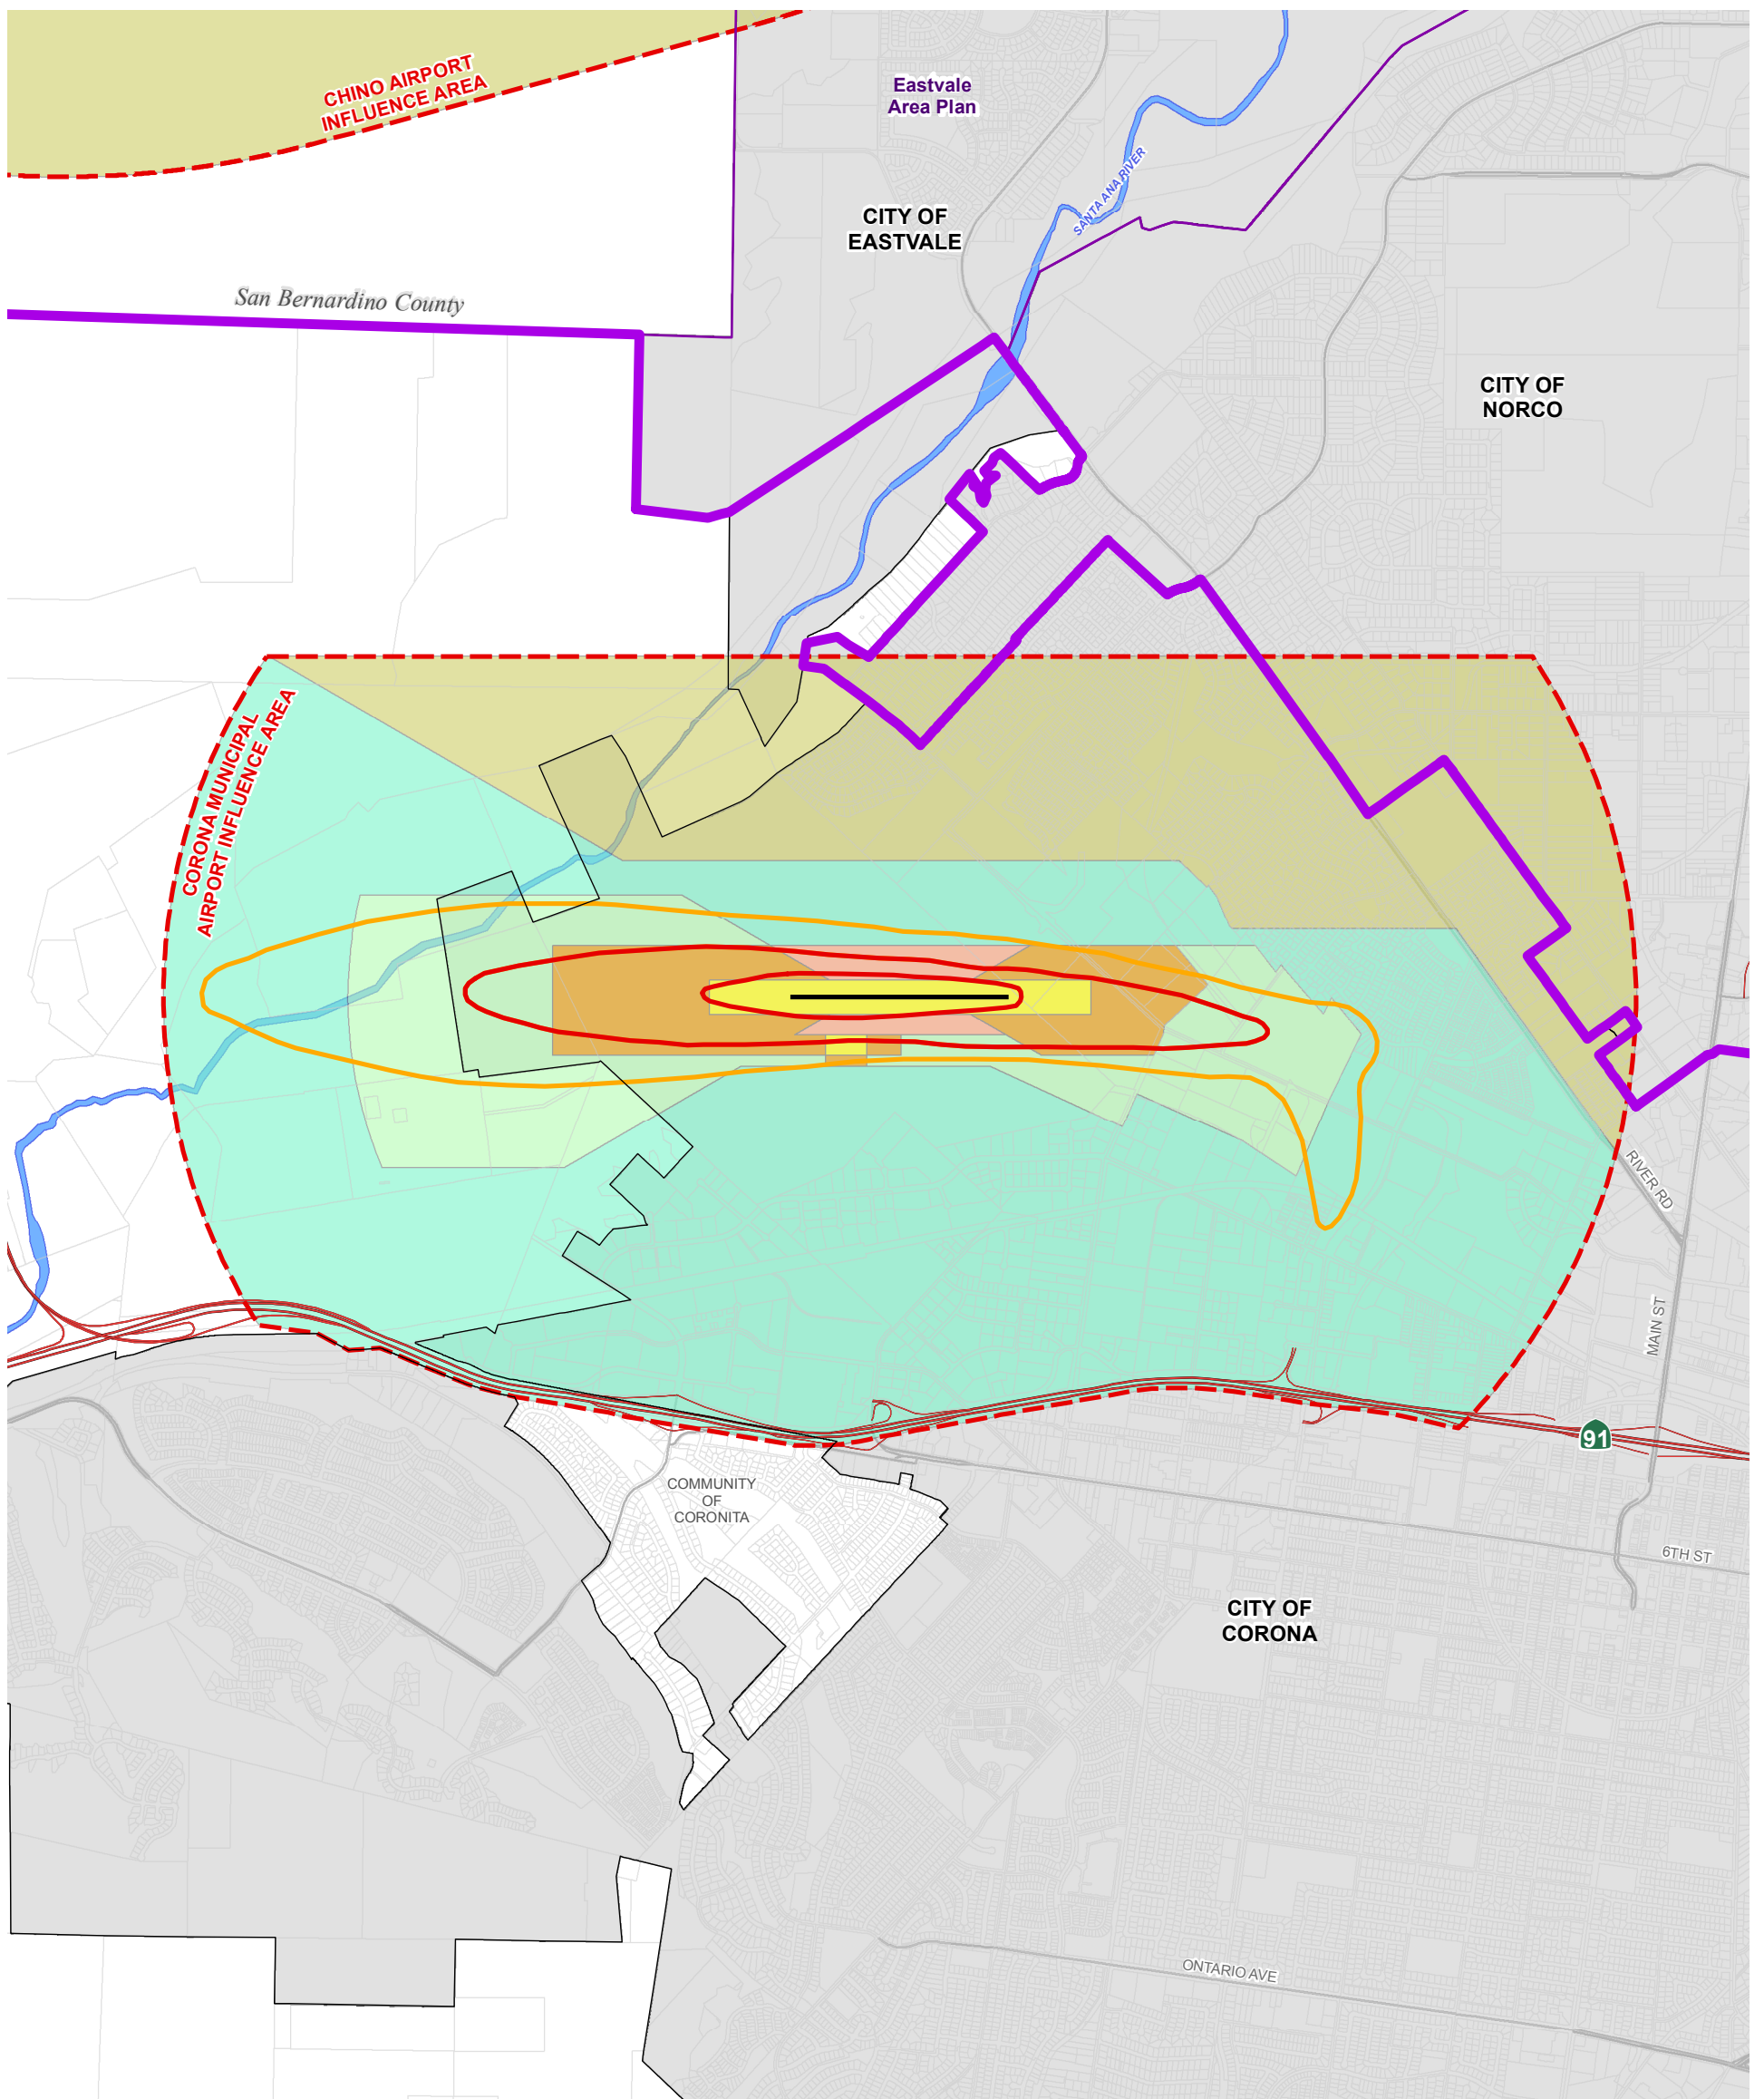 CHINO AIRPORT
INFLUENCE AREA
Eastvale
Area Plan
SANTA ANA RIVER
CITY OF
EASTVALE
San Bernardino County
CITY OF
NORCO
CORONA MUNICIPAL
AIRPORT INFLUENCE AREA
RIVER RD
MAIN ST
91
COMMUNITY
OF
CORONITA
6TH ST
CITY OF
CORONA
ONTARIO AVE